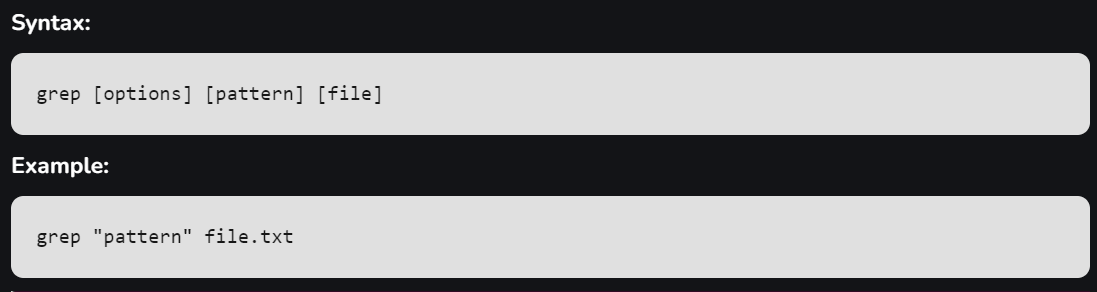 Syntax:
grep [options] [pattern] [file]
Example:
grep "pattern" file.txt